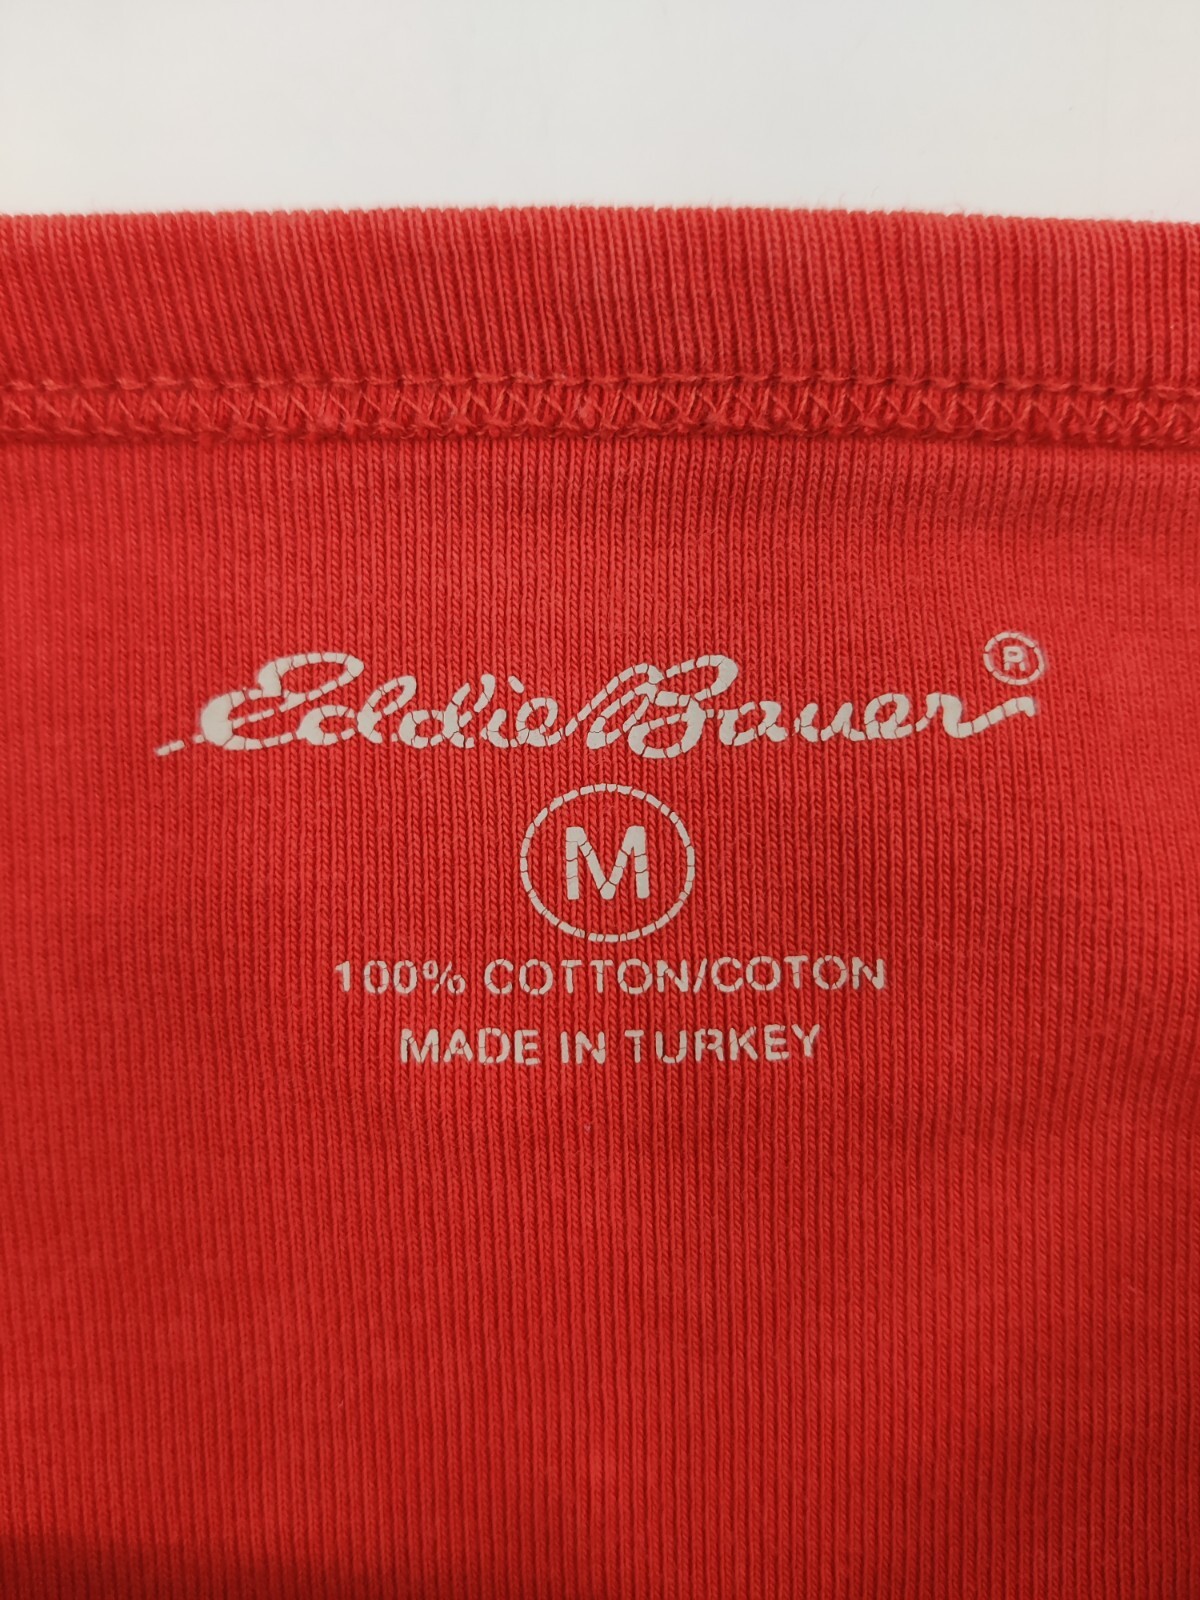 Eddie Bauer®
M
100% COTTON/COTON
MADE IN TURKEY